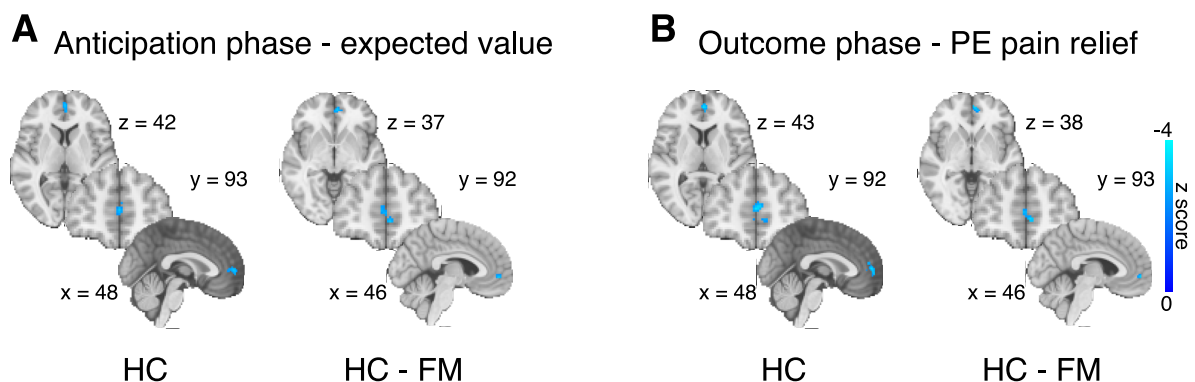 A Anticipation phase - expected value
z = 42
y = 93
x = 48
HC
z = 37
y = 92
x = 46
HC - FM
B Outcome phase - PE pain relief
z = 43
y = 92
x = 48
HC
z = 38
y = 93
x = 46
HC - FM
-4
z score
0